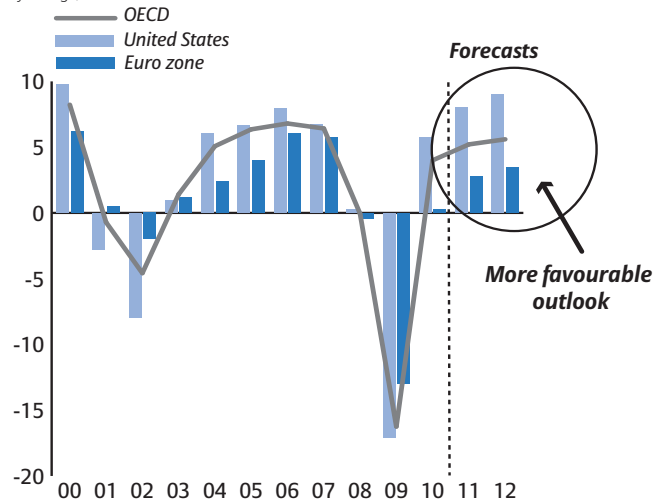 OECD
United States
Euro zone
Forecasts
10
5
0
-5
More favourable
outlook
-10
-15
-20
00 01 02 03 04 05 06 07 08 09 10 11 12